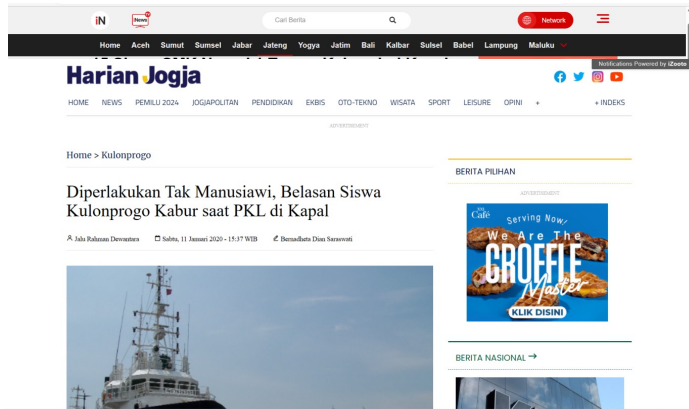 iN
iNews
Cari Berita
Network
Home Aceh Sumut Sumsel Jabar Jateng Yogya Jatim Bali Kalbar Sulsel Babel Lampung Maluku
Notifications Powered by iZooto
Harian Jogja
HOME NEWS PEMILU 2024 JOGJAPOLITAN PENDIDIKAN EKBIS OTO-TEKNO WISATA SPORT LEISURE OPINI + + INDEKS
ADVERTISEMENT
Home > Kulonprogo
Diperlakukan Tak Manusiawi, Belasan Siswa
Kulonprogo Kabur saat PKL di Kapal
Jalu Rahman Dewantara Sabtu, 11 Januari 2020 - 15:37 WIB Bernadheta Dian Saraswati
BERITA PILIHAN
ADVERTISEMENT
Café
Serving Now,
We Are The
CROFFLE
Master
KLIK DISINI
BERITA NASIONAL